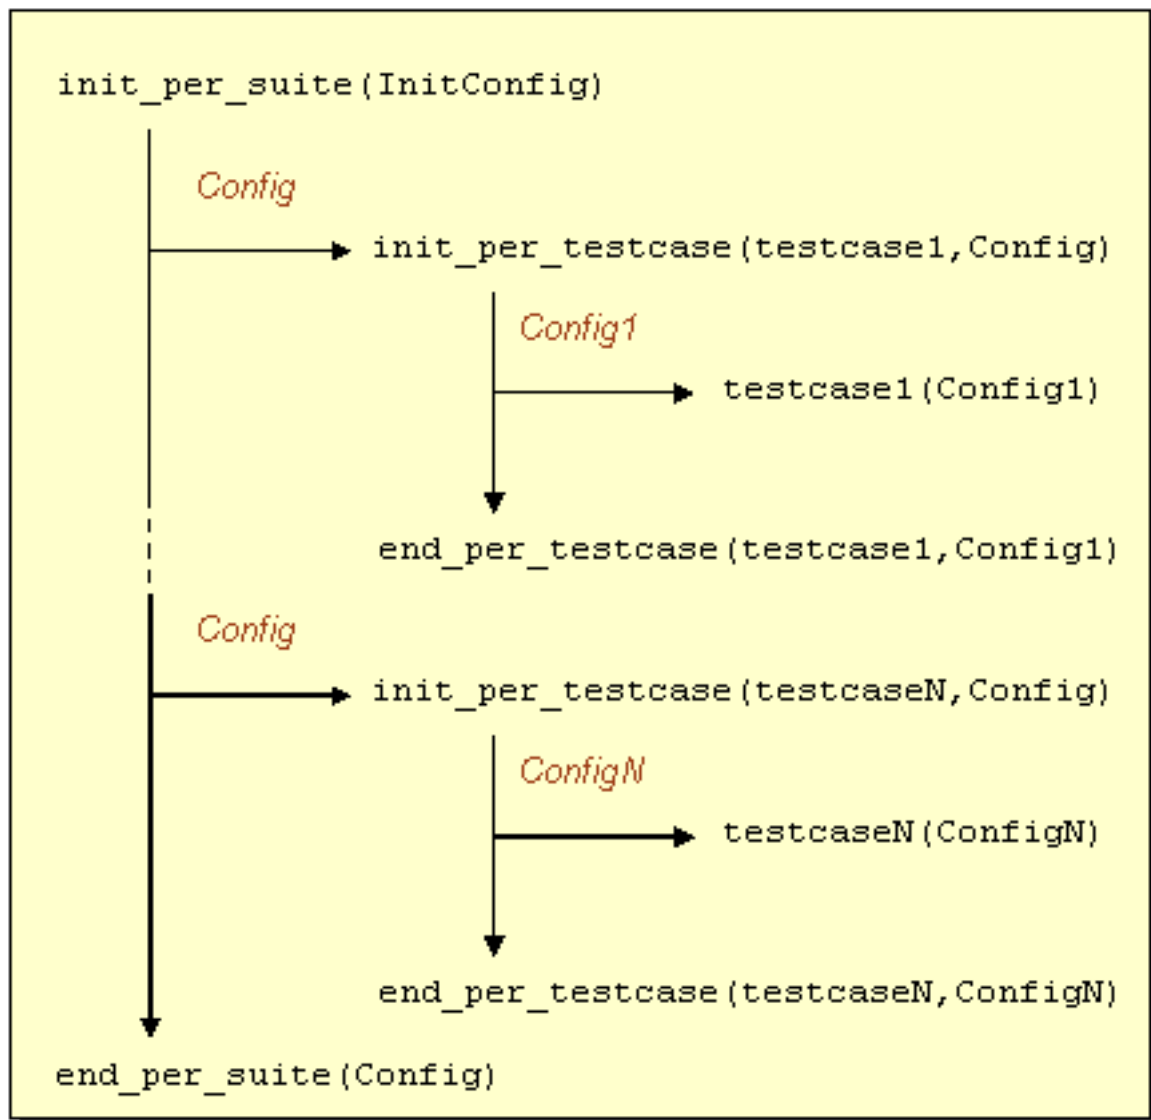 init_per_suite(InitConfig)
Config
init_per_testcase(testcase1,Config)
Config1
testcase1(Config1)
end_per_testcase(testcase1,Config1)
Config
init_per_testcase(testcaseN,Config)
ConfigN
testcaseN(ConfigN)
end_per_testcase(testcaseN,ConfigN)
end_per_suite(Config)